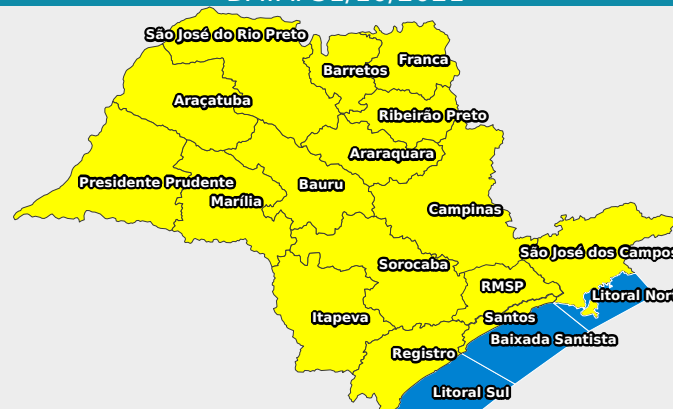 São José do Rio Preto
Franca
Barretos
Araçatuba
Ribeirão Preto
Araraquara
Presidente Prudente
Bauru
Marília
Campinas
São José dos Campos
Sorocaba
RMSP
Litoral Nort
Itapeva
Santos
Baixada Santista
Registro
Litoral Sul